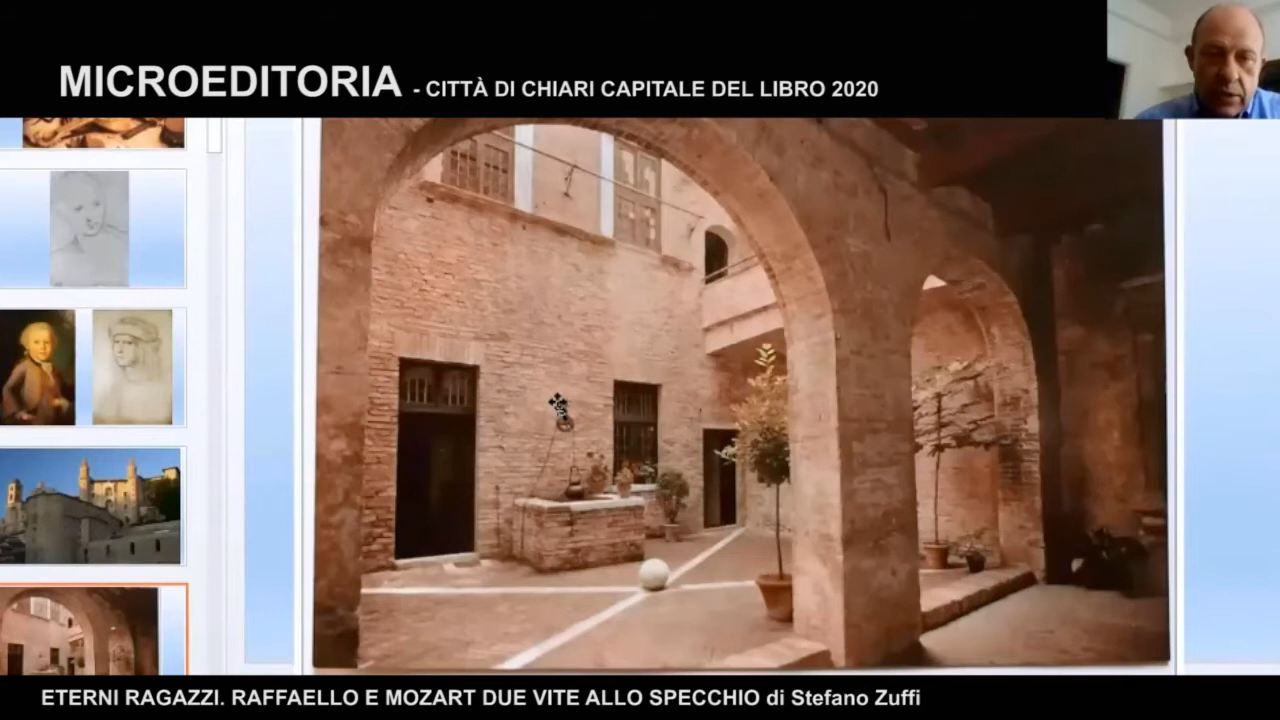 MICROEDITORIA - CITTÀ DI CHIARI CAPITALE DEL LIBRO 2020
ETERNI RAGAZZI. RAFFAELLO E MOZART DUE VITE ALLO SPECCHIO di Stefano Zuffi